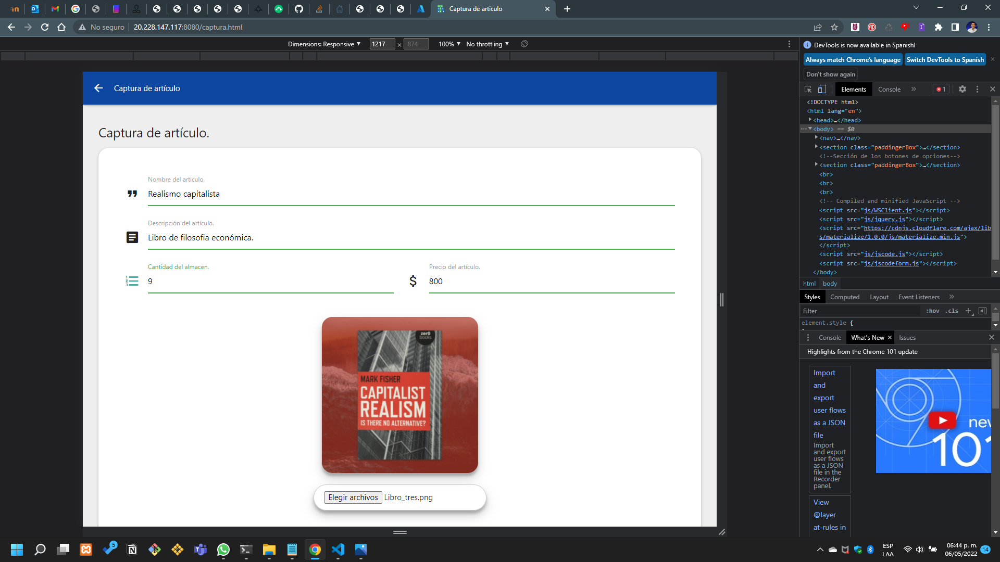 Captura de articulo
No seguro
20.228.147.117:8080/captura.html
Dimensions: Responsive
1217
×
874
100%
No throttling
DevTools is now available in Spanish!
Always match Chrome's language
Switch DevTools to Spanish
Don't show again
Elements
Console
1
Captura de artículo
<!DOCTYPE html>
<html lang="en">
<head>…</head>
<body> == $0
<nav>…</nav>
<section class="paddingerBox">…</section>
<!--Sección de los botones de opciones-->
<section class="paddingerBox">…</section>
<br>
<br>
<br>
<!-- Compiled and minified JavaScript -->
<script src="js/WSClient.js"></script>
<script src="js/jquery.js"></script>
<script src="https://cdnjs.cloudflare.com/ajax/lib
s/materialize/1.0.0/js/materialize.min.js">
</script>
<script src="js/jscode.js"></script>
<script src="js/jscodeform.js"></script>
</body>
html
body
Styles
Computed
Layout
Event Listeners
Filter
:hov
.cls
element.style {
Console
What's New
Issues
Highlights from the Chrome 101 update
Import
and
export
user flows
as a JSON
file
Import
and export
user flows
as a JSON
file in the
Recorder
panel.
View
@layer
at-rules in
new
101
Captura de artículo.
Nombre del articulo.
Realismo capitalista
Descripción del artículo.
Libro de filosofia económica.
Cantidad del almacen.
9
Precio del artículo.
$
800
zer0
books
MARK FISHER
CAPITALIST
REALISM
IS THERE NO ALTERNATIVE?
Elegir archivos
Libro_tres.png
5
ESP
LAA
06:44 p. m.
06/05/2022
14